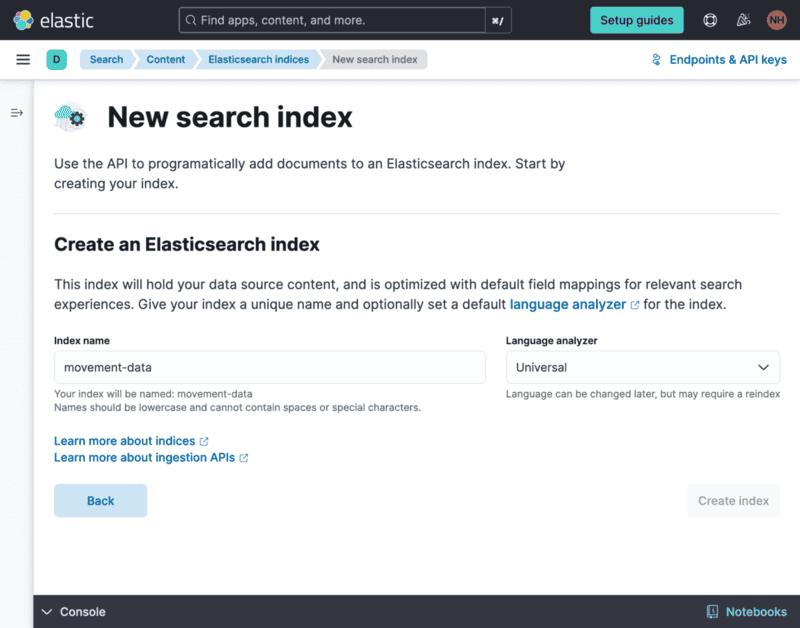 elastic
Find apps, content, and more.
⌘/
Setup guides
NH
D
Search
Content
Elasticsearch indices
New search index
Endpoints & API keys
New search index
Use the API to programatically add documents to an Elasticsearch index. Start by
creating your index.
Create an Elasticsearch index
This index will hold your data source content, and is optimized with default field mappings for relevant search
experiences. Give your index a unique name and optionally set a default language analyzer for the index.
Index name
movement-data
Your index will be named: movement-data
Names should be lowercase and cannot contain spaces or special characters.
Language analyzer
Universal
Language can be changed later, but may require a reindex
Learn more about indices
Learn more about ingestion APIs
Back
Create index
Console
Notebooks